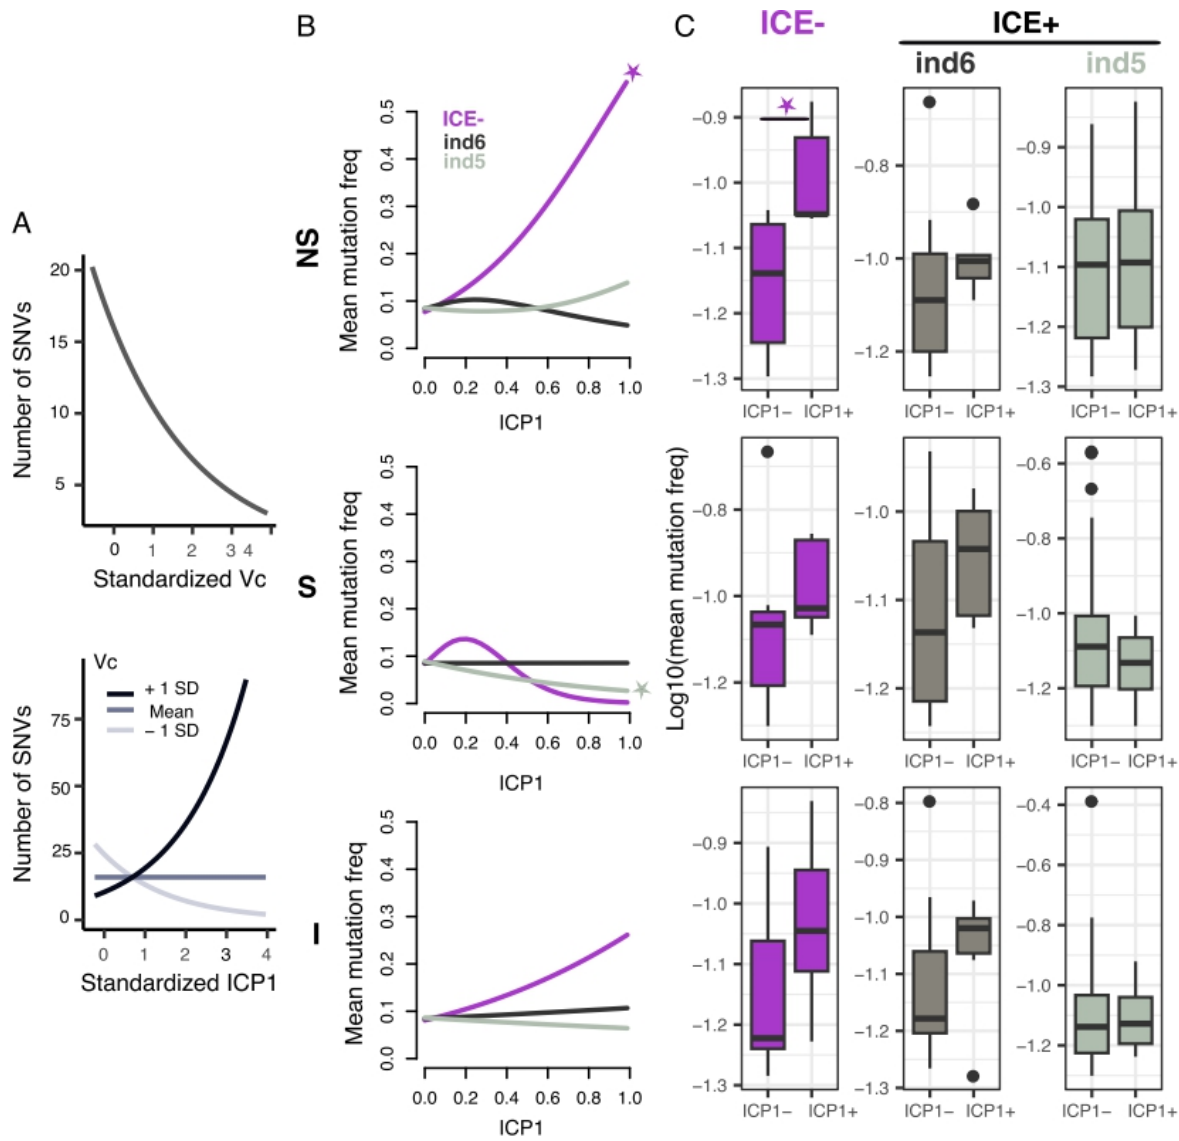 A
Number of SNVs
20
15
10
5
0 1 2 3 4
Standardized Vc
Vc
+ 1 SD
Mean
− 1 SD
Number of SNVs
75
50
25
0
0 1 2 3 4
Standardized ICP1
B
NS
Mean mutation freq
0.5
0.4
0.3
0.2
0.1
0.0
ICE-
ind6
ind5
0.0 0.2 0.4 0.6 0.8 1.0
ICP1
S
Mean mutation freq
0.5
0.4
0.3
0.2
0.1
0.0
0.0 0.2 0.4 0.6 0.8 1.0
ICP1
I
Mean mutation freq
0.5
0.4
0.3
0.2
0.1
0.0
0.0 0.2 0.4 0.6 0.8 1.0
ICP1
C
ICE-
ICE+
ind6
ind5
Log10(mean mutation freq)
−0.9
−1.0
−1.1
−1.2
−1.3
ICP1− ICP1+
−0.8
−1.0
−1.2
ICP1− ICP1+
−0.9
−1.0
−1.1
−1.2
−1.3
ICP1− ICP1+
−0.8
−1.0
−1.2
ICP1− ICP1+
−1.0
−1.1
−1.2
ICP1− ICP1+
−0.6
−0.8
−1.0
−1.2
ICP1− ICP1+
−0.9
−1.0
−1.1
−1.2
−1.3
ICP1− ICP1+
−0.8
−0.9
−1.0
−1.1
−1.2
−1.3
ICP1− ICP1+
−0.4
−0.6
−0.8
−1.0
−1.2
ICP1− ICP1+